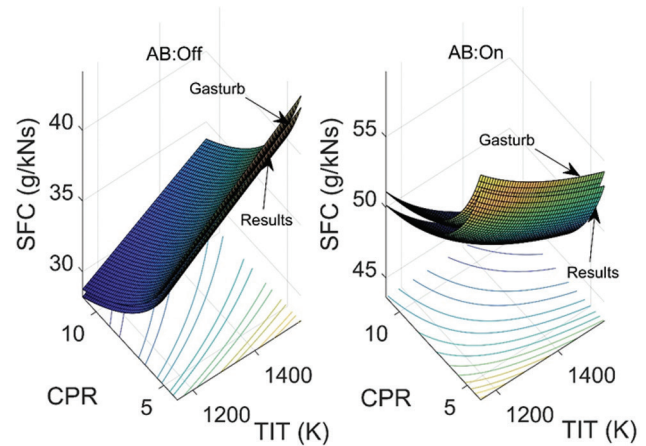 AB:Off
Gasturb
Results
SFC (g/kNs)
40
35
30
10
5
CPR
1200
1400
TIT (K)
AB:On
Gasturb
Results
SFC (g/kNs)
55
50
45
10
5
CPR
1200
1400
TIT (K)